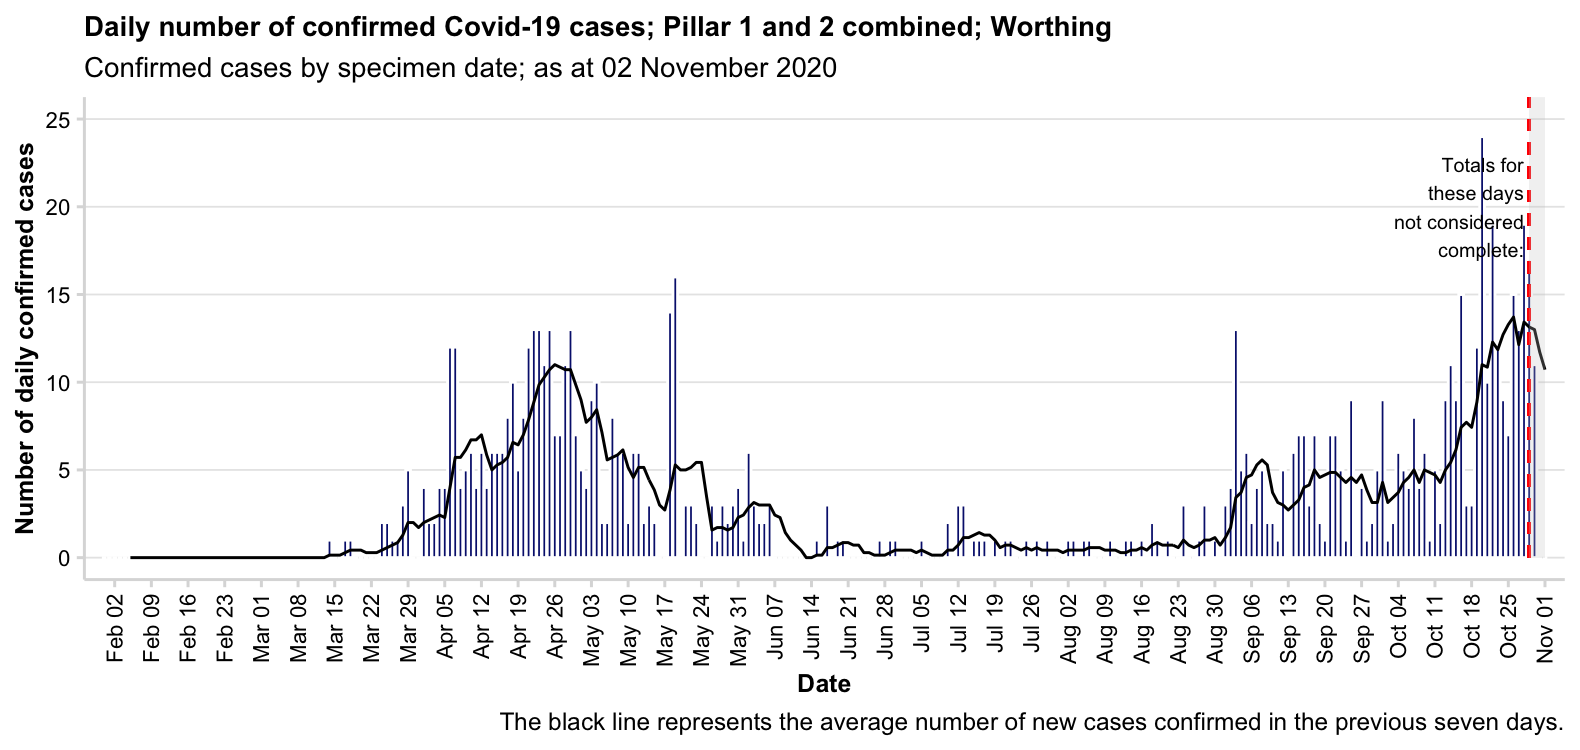 Daily number of confirmed Covid-19 cases; Pillar 1 and 2 combined; Worthing
Confirmed cases by specimen date; as at 02 November 2020
Number of daily confirmed cases
25
20
15
10
5
0
Totals for
these days
not considered
complete:
Feb 02
Feb 09
Feb 16
Feb 23
Mar 01
Mar 08
Mar 15
Mar 22
Mar 29
Apr 05
Apr 12
Apr 19
Apr 26
May 03
May 10
May 17
May 24
May 31
Jun 07
Jun 14
Jun 21
Jun 28
Jul 05
Jul 12
Jul 19
Jul 26
Aug 02
Aug 09
Aug 16
Aug 23
Aug 30
Sep 06
Sep 13
Sep 20
Sep 27
Oct 04
Oct 11
Oct 18
Oct 25
Nov 01
Date
The black line represents the average number of new cases confirmed in the previous seven days.